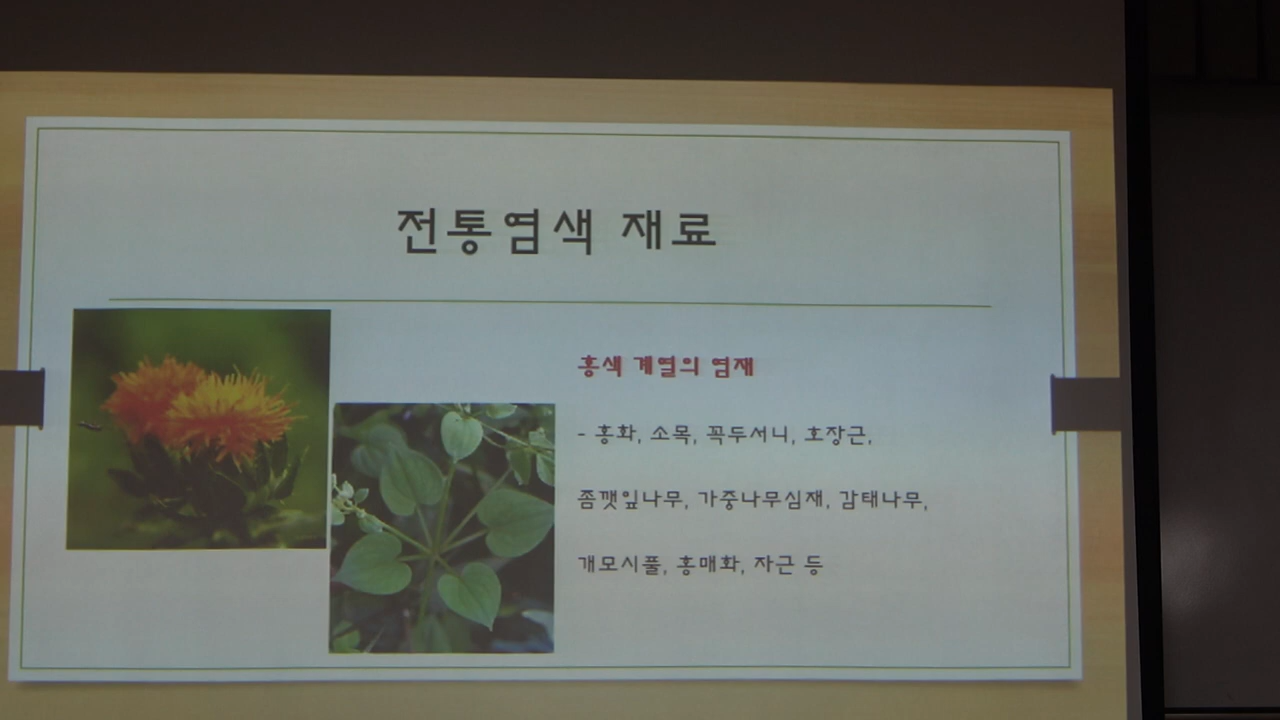 전통염색 재료
홍색 계열의 염재
- 홍화, 소목, 꼭두서니, 호장근,
좀깻잎나무, 가중나무심재, 감태나무,
개모시풀, 홍매화, 자근 등